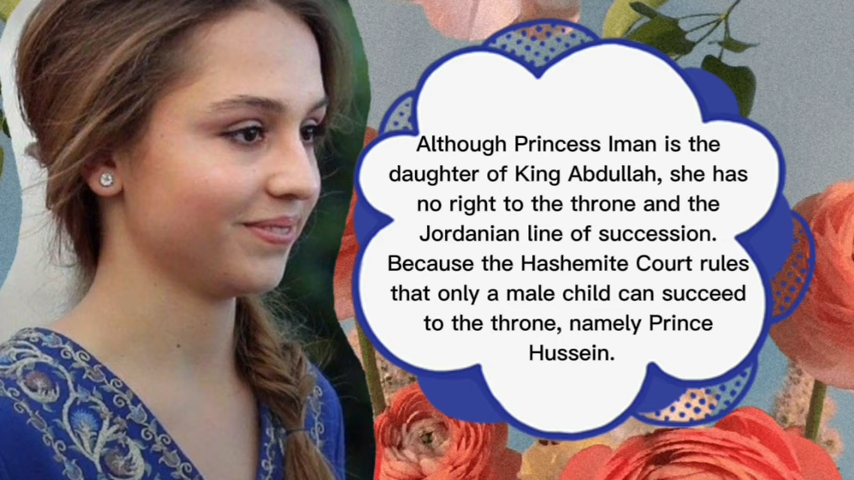 Although Princess Iman is the
daughter of King Abdullah, she has
no right to the throne and the
Jordanian line of succession.
Because the Hashemite Court rules
that only a male child can succeed
to the throne, namely Prince
Hussein.